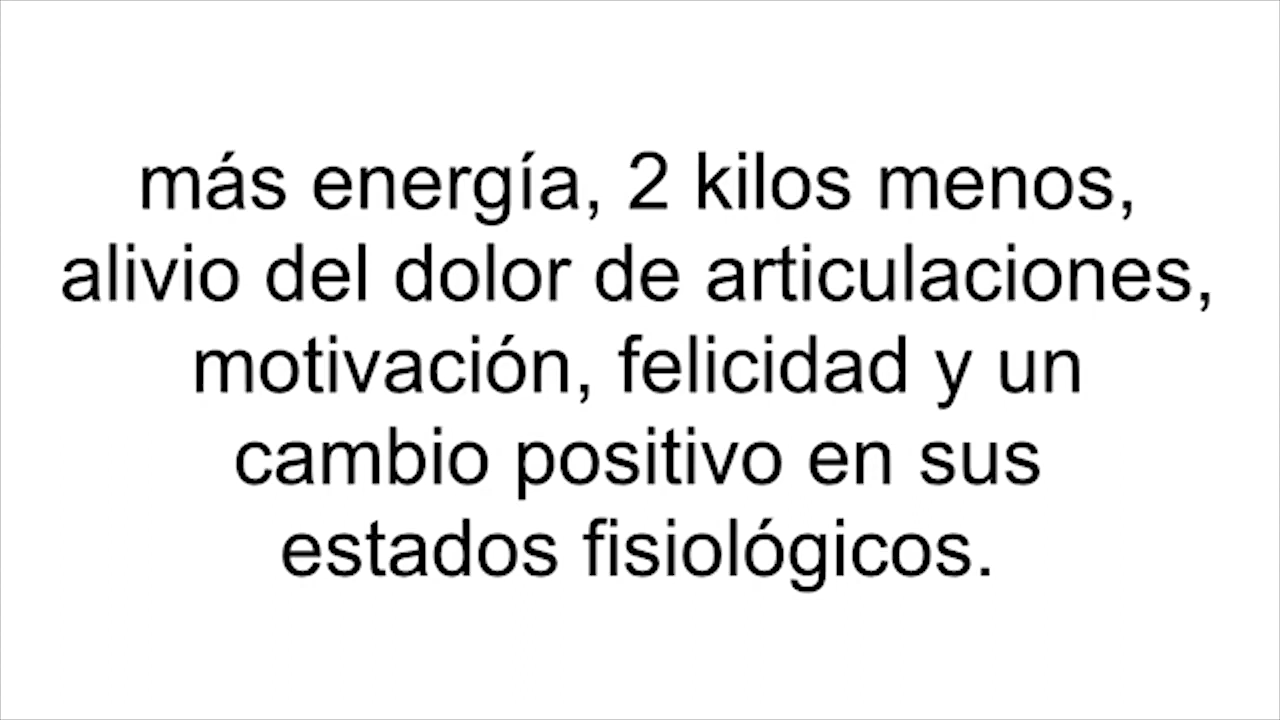 más energía, 2 kilos menos,
alivio del dolor de articulaciones,
motivación, felicidad y un
cambio positivo en sus
estados fisiológicos.